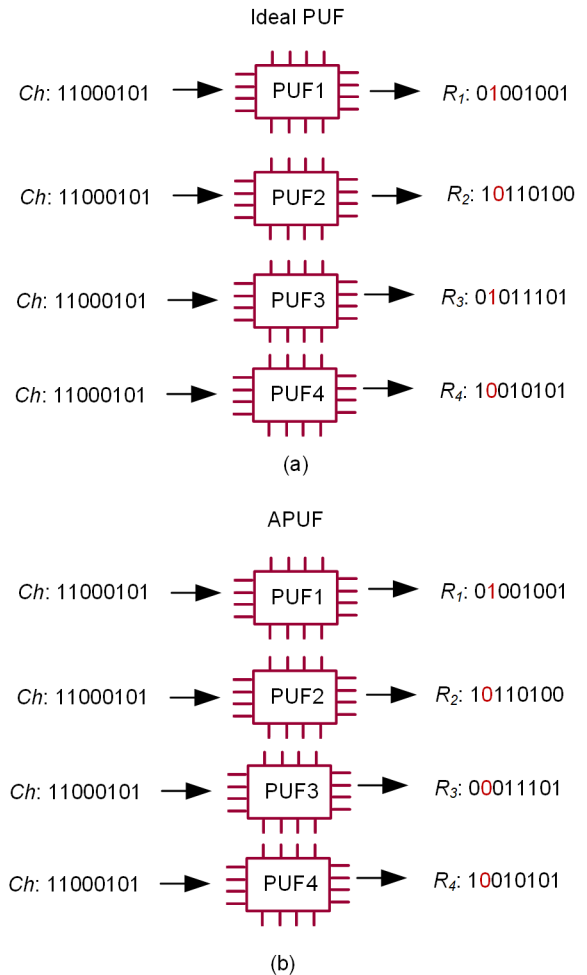 Ideal PUF
Ch: 11000101 PUF1 R1: 01001001
Ch: 11000101 PUF2 R2: 10110100
Ch: 11000101 PUF3 R3: 01011101
Ch: 11000101 PUF4 R4: 10010101
(a)
APUF
Ch: 11000101 PUF1 R1: 01001001
Ch: 11000101 PUF2 R2: 10110100
Ch: 11000101 PUF3 R3: 00011101
Ch: 11000101 PUF4 R4: 10010101
(b)